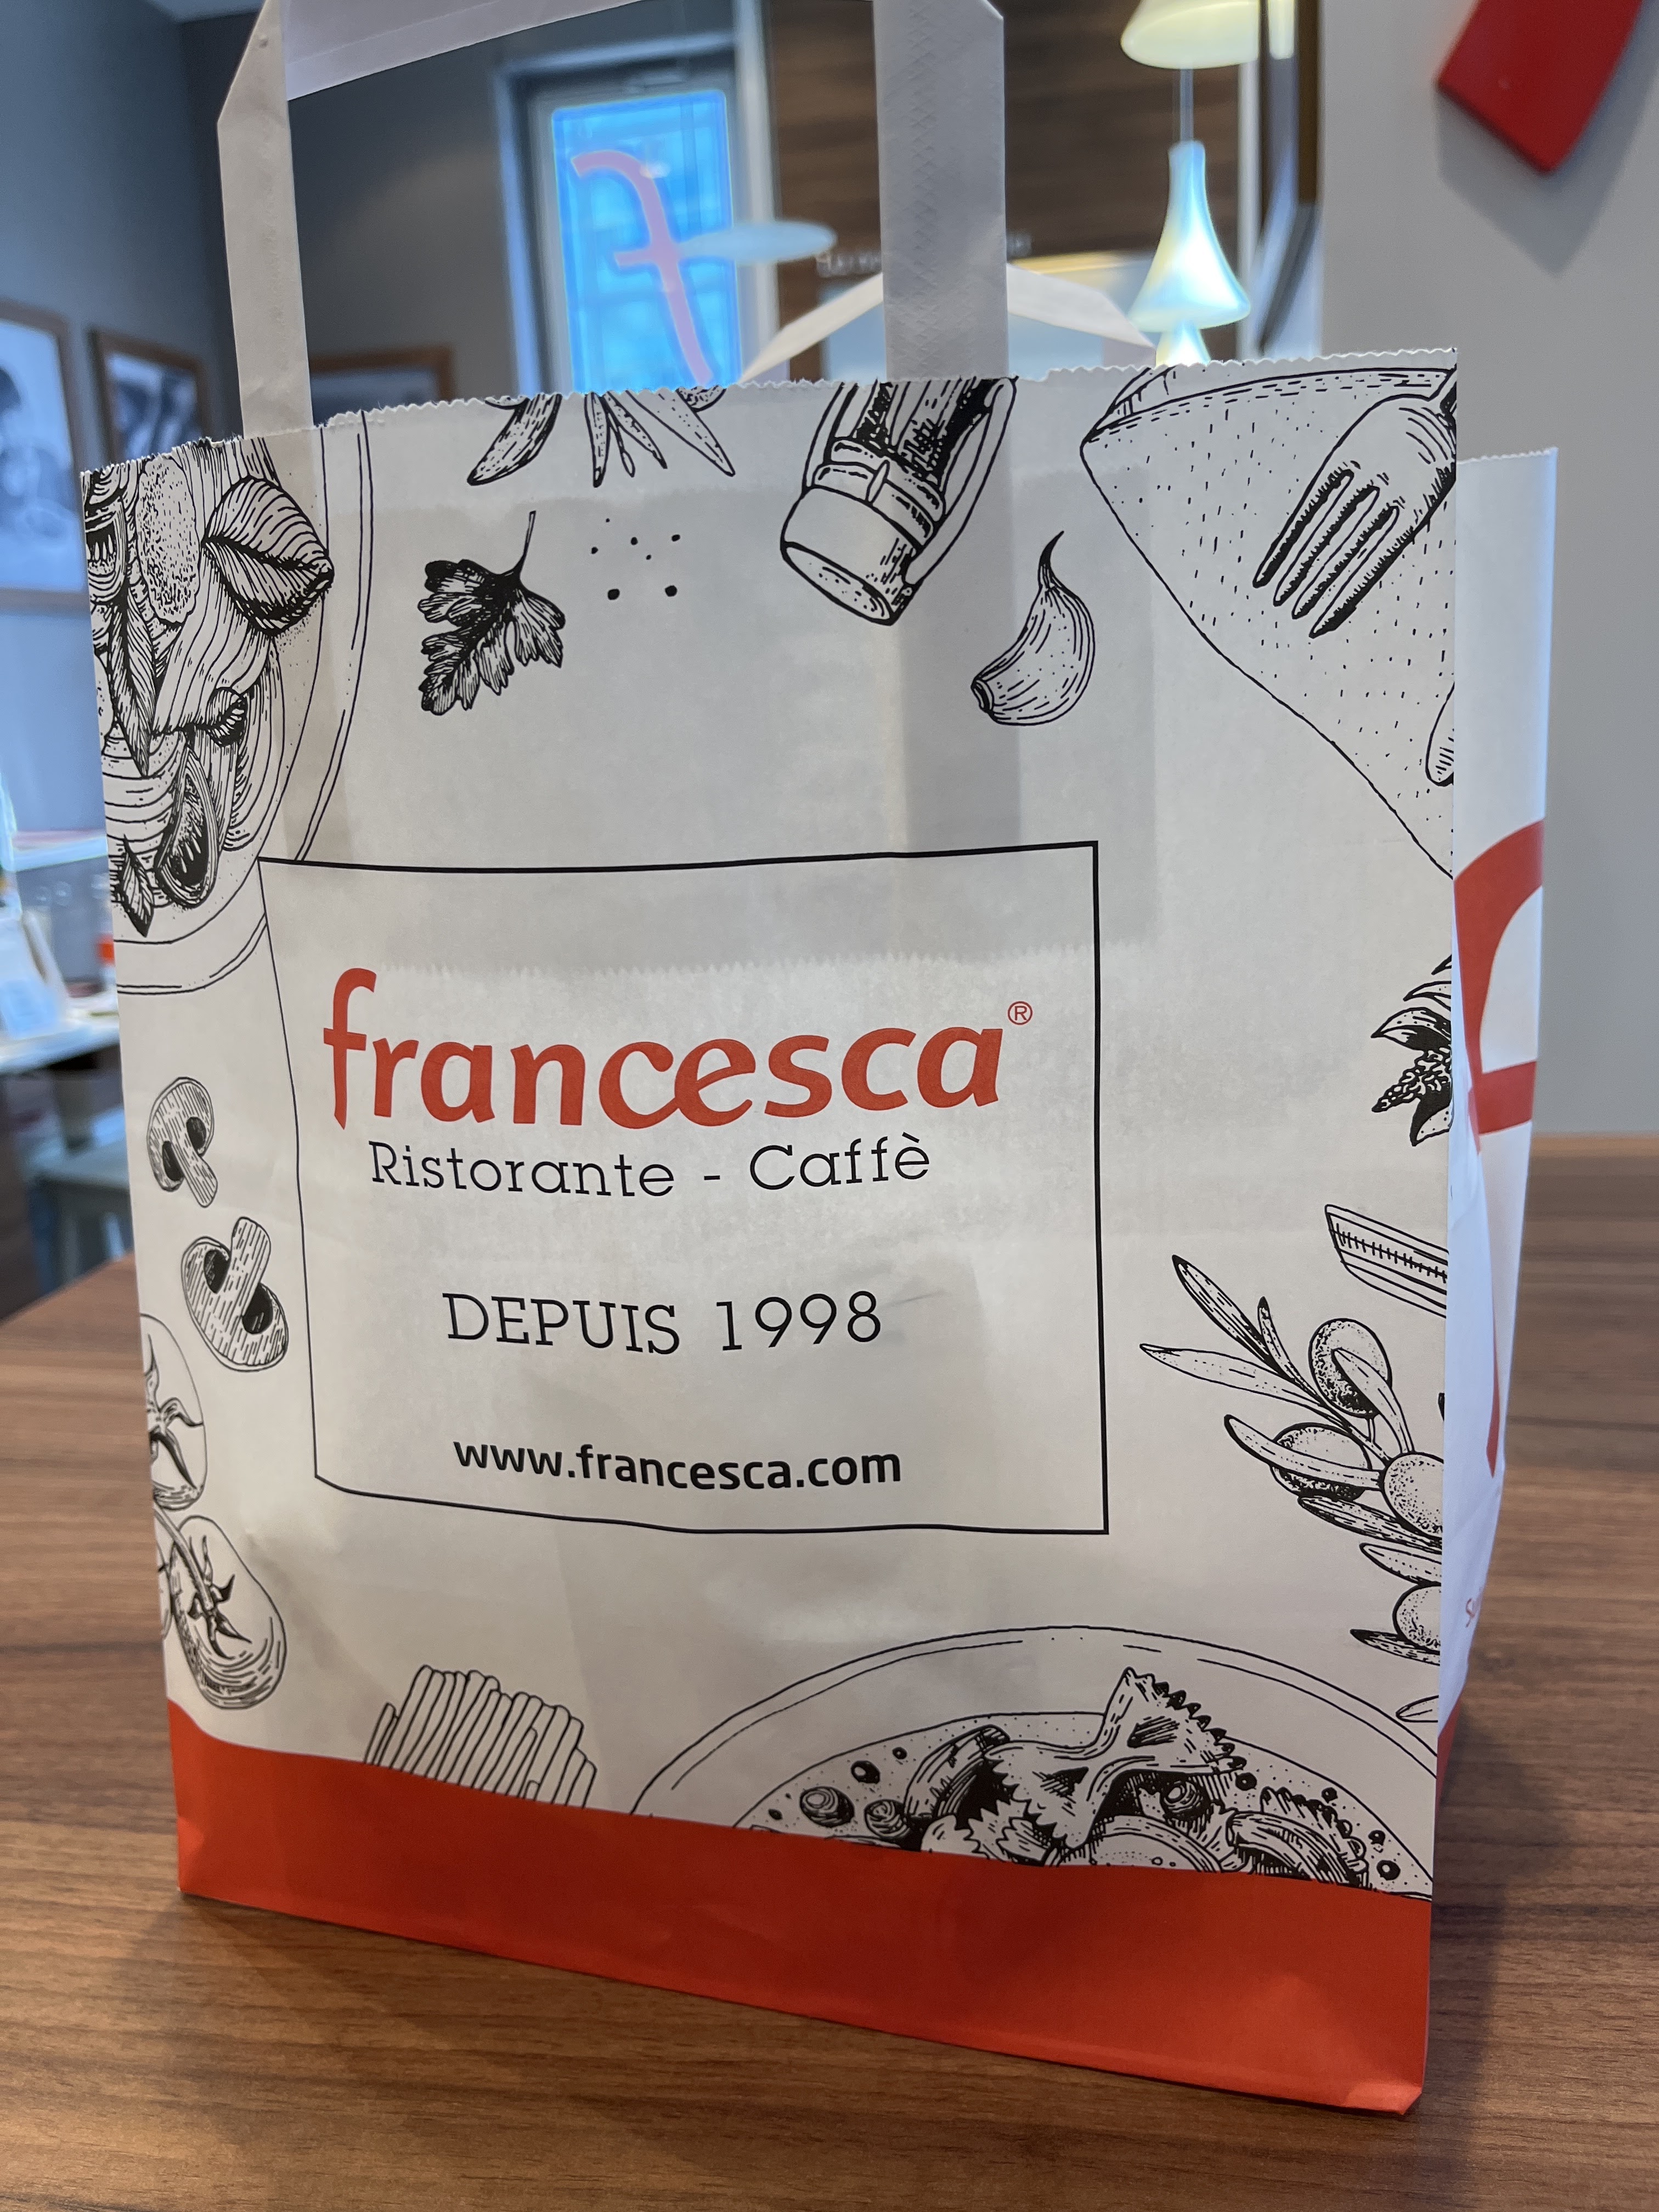 f
francesca®
Ristorante - Caffè
DEPUIS 1998
www.francesca.com